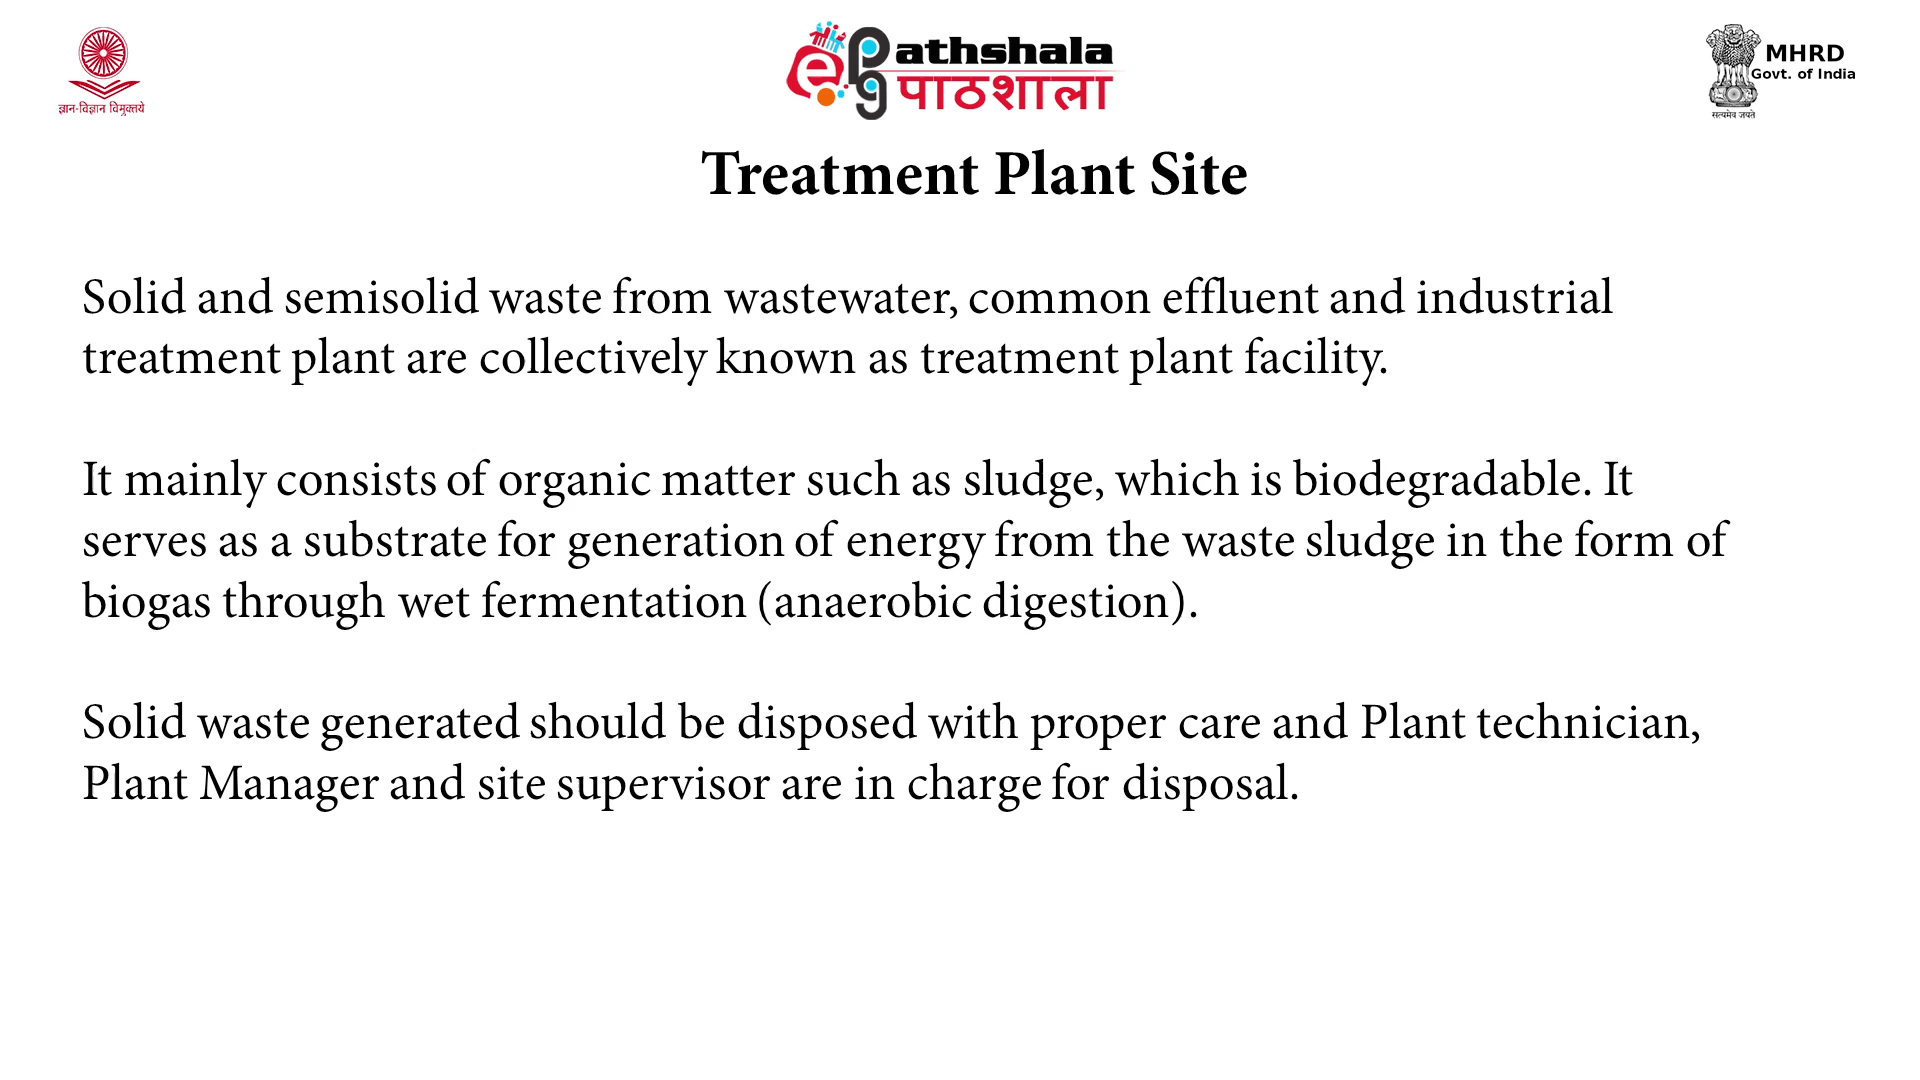 ज्ञान-विज्ञान विमुक्तये
ePG athshala
पाठशाला
MHRD
Govt. of India
सत्यमेव जयते
Treatment Plant Site
Solid and semisolid waste from wastewater, common effluent and industrial
treatment plant are collectively known as treatment plant facility.
It mainly consists of organic matter such as sludge, which is biodegradable. It
serves as a substrate for generation of energy from the waste sludge in the form of
biogas through wet fermentation (anaerobic digestion).
Solid waste generated should be disposed with proper care and Plant technician,
Plant Manager and site supervisor are in charge for disposal.